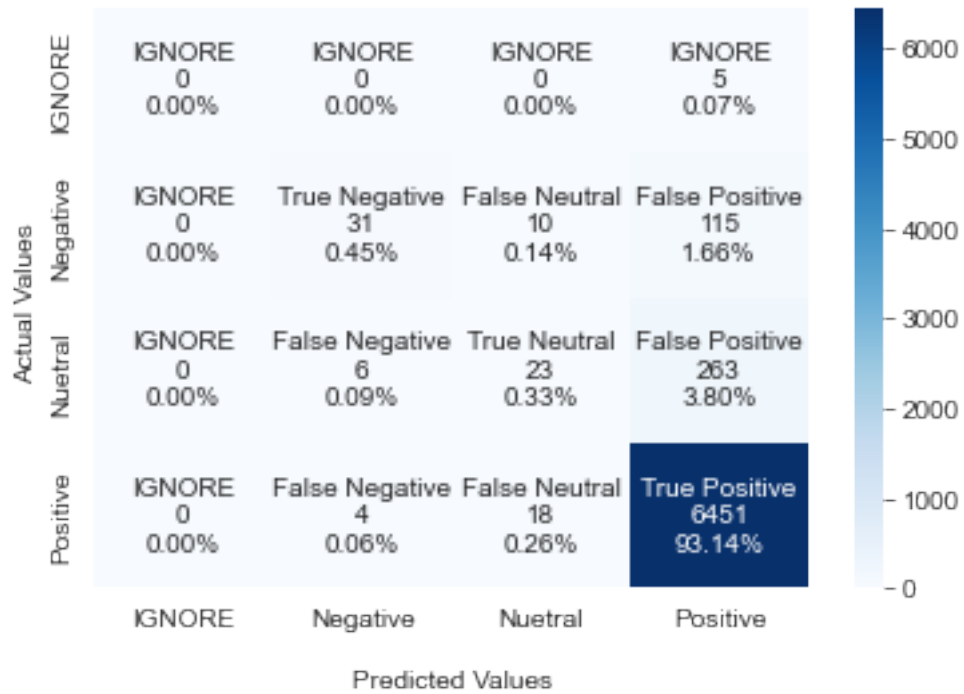 IGNORE IGNORE IGNORE IGNORE
0 0 0 5
0.00% 0.00% 0.00% 0.07%
IGNORE
IGNORE True Negative False Neutral False Positive
0 31 10 115
0.00% 0.45% 0.14% 1.66%
Negative
IGNORE False Negative True Neutral False Positive
0 6 23 263
0.00% 0.09% 0.33% 3.80%
Nuetral
IGNORE False Negative False Neutral True Positive
0 4 18 6451
0.00% 0.06% 0.26% 93.14%
Positive
Actual Values
IGNORE Negative Nuetral Positive
Predicted Values
6000
5000
4000
3000
2000
1000
0